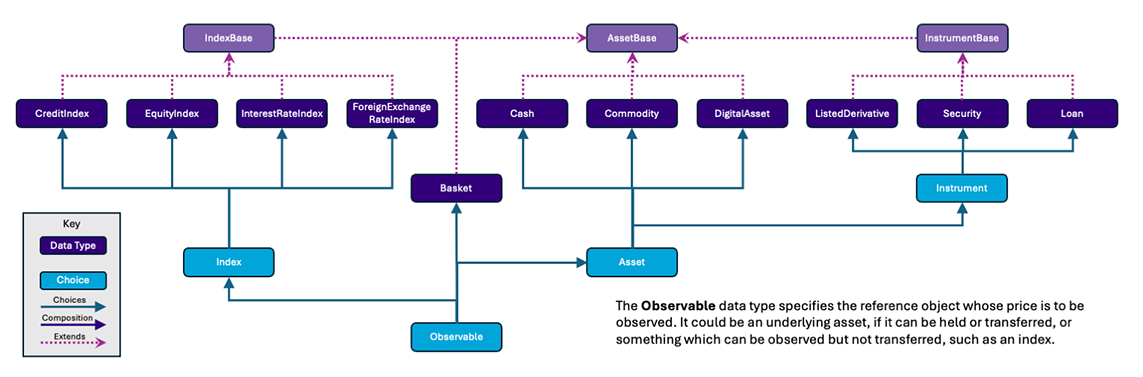 IndexBase
AssetBase
InstrumentBase
CreditIndex
EquityIndex
InterestRateIndex
ForeignExchange
RateIndex
Cash
Commodity
DigitalAsset
ListedDerivative
Security
Loan
Basket
Instrument
Key
Data Type
Choice
Choices
Composition
Extends
Index
Asset
Observable
The Observable data type specifies the reference object whose price is to be
observed. It could be an underlying asset, if it can be held or transferred, or
something which can be observed but not transferred, such as an index.